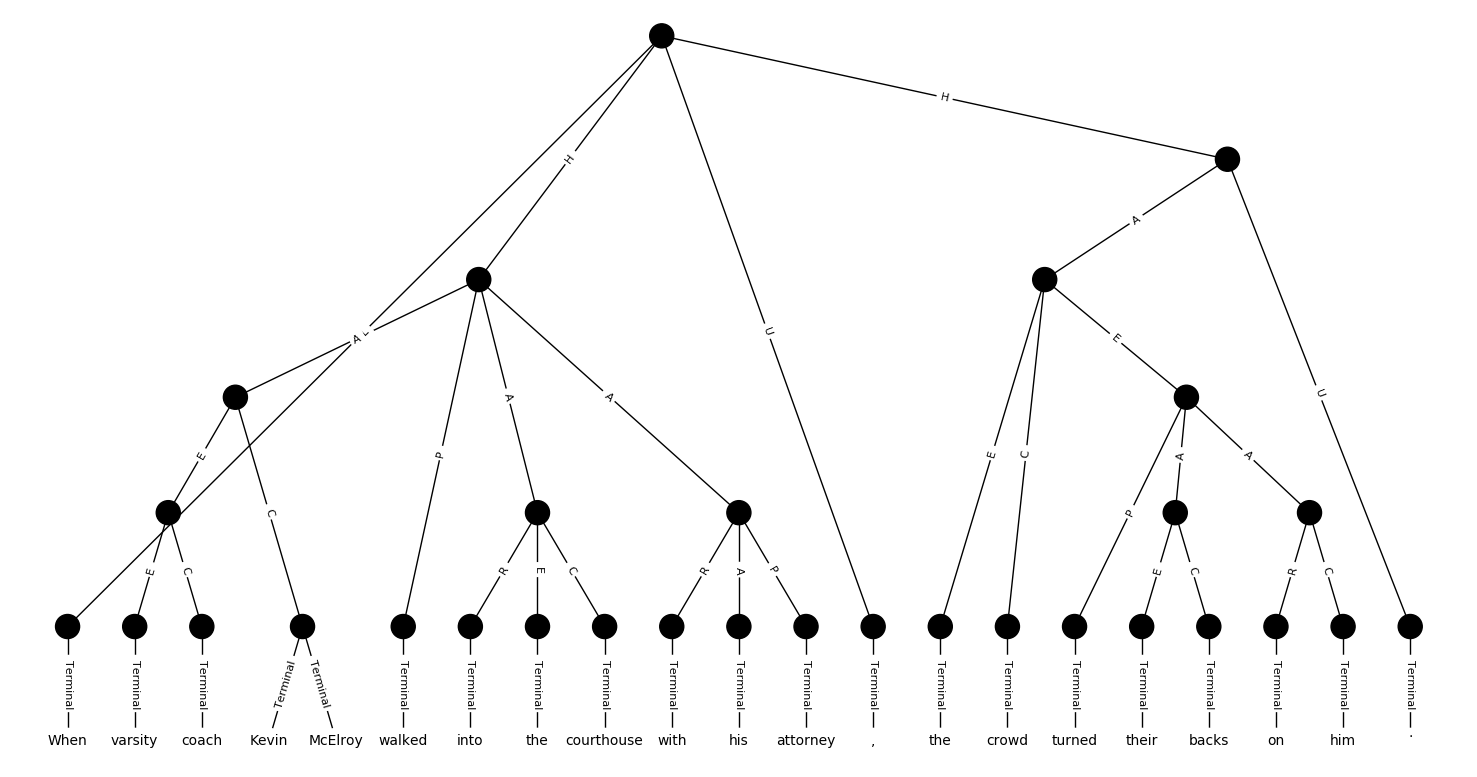 H
H
A L
A
U
E
A
A
U
E
P
A
A
E
C
P
A
A
C
P
E C R E C R A P E C R C
Terminal Terminal Terminal Terminal Terminal Terminal Terminal Terminal Terminal Terminal Terminal Terminal Terminal Terminal Terminal Terminal Terminal Terminal Terminal Terminal Terminal
When varsity coach Kevin McElroy walked into the courthouse with his attorney , the crowd turned their backs on him .